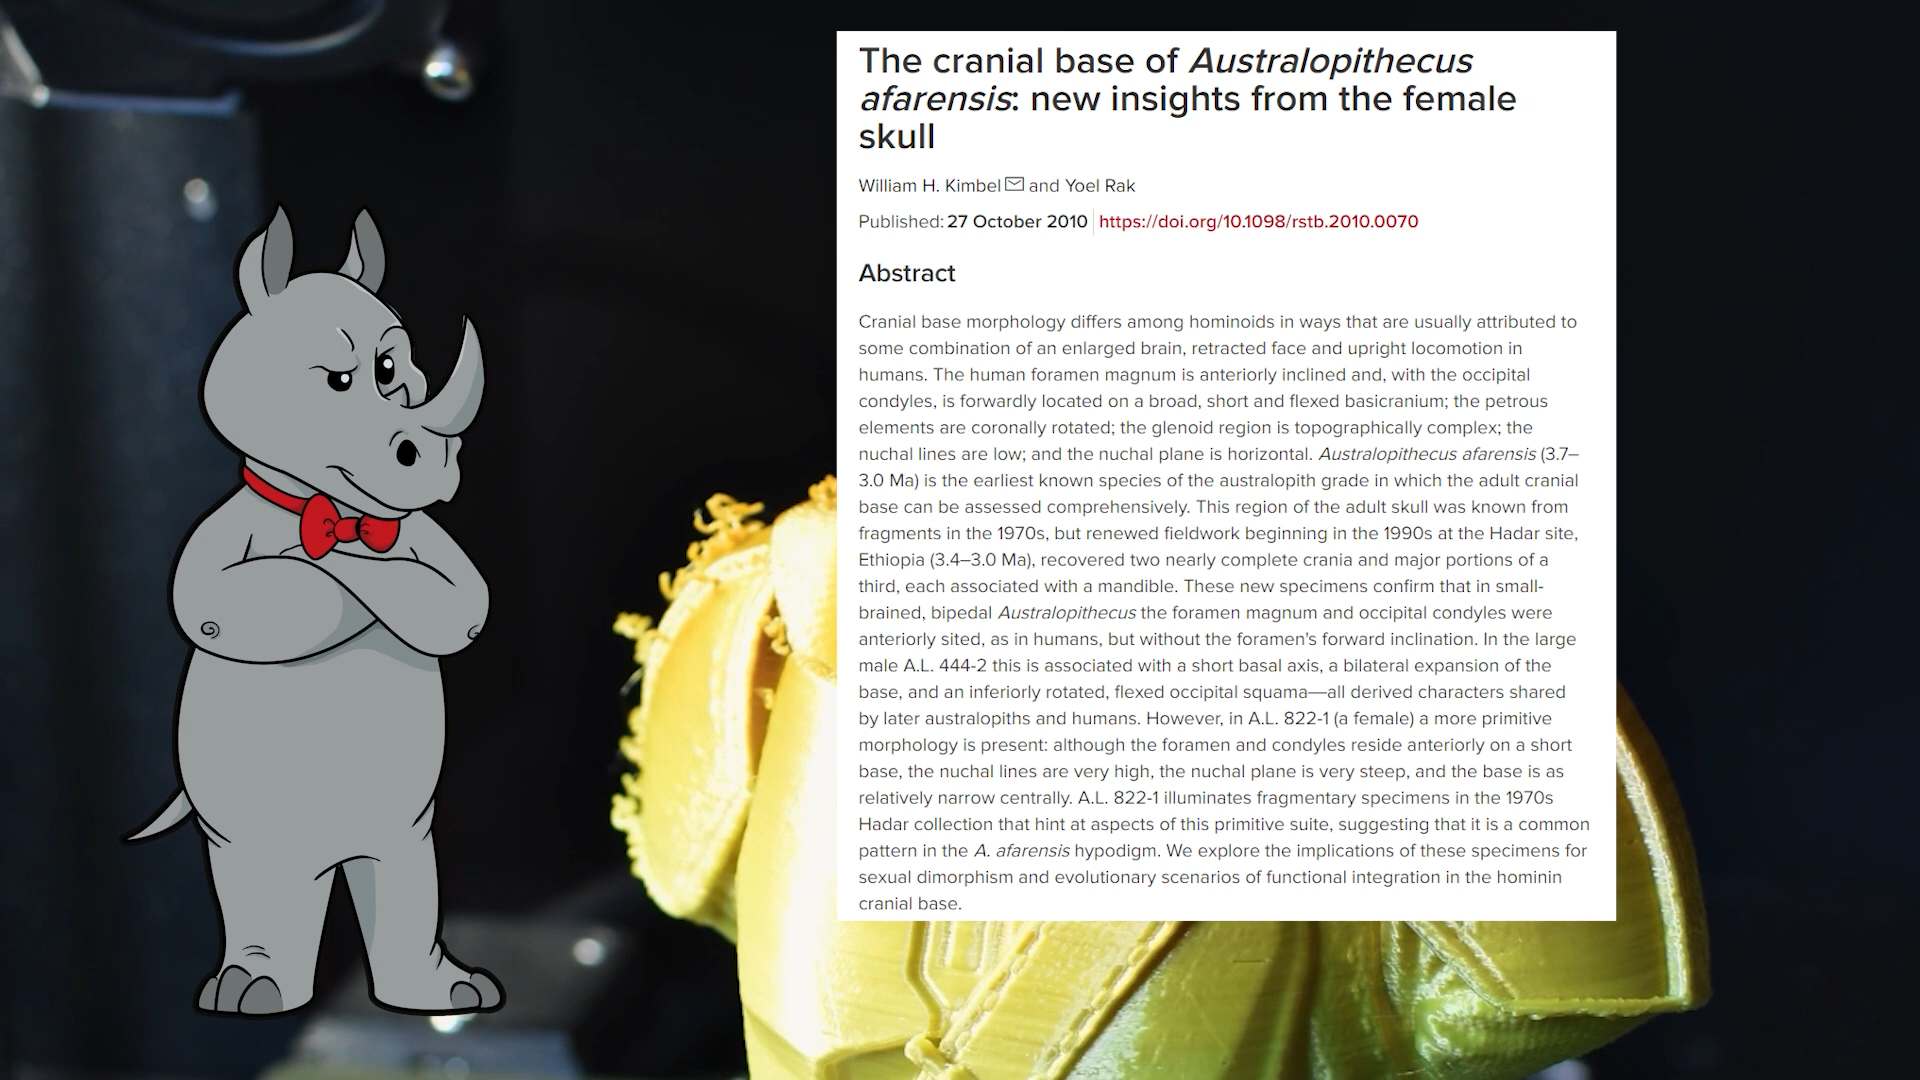 The cranial base of Australopithecus
afarensis: new insights from the female
skull
William H. Kimbel and Yoel Rak
Published: 27 October 2010 | https://doi.org/10.1098/rstb.2010.0070
Abstract
Cranial base morphology differs among hominoids in ways that are usually attributed to
some combination of an enlarged brain, retracted face and upright locomotion in
humans. The human foramen magnum is anteriorly inclined and, with the occipital
condyles, is forwardly located on a broad, short and flexed basicranium; the petrous
elements are coronally rotated; the glenoid region is topographically complex; the
nuchal lines are low; and the nuchal plane is horizontal. Australopithecus afarensis (3.7–
3.0 Ma) is the earliest known species of the australopith grade in which the adult cranial
base can be assessed comprehensively. This region of the adult skull was known from
fragments in the 1970s, but renewed fieldwork beginning in the 1990s at the Hadar site,
Ethiopia (3.4–3.0 Ma), recovered two nearly complete crania and major portions of a
third, each associated with a mandible. These new specimens confirm that in small-
brained, bipedal Australopithecus the foramen magnum and occipital condyles were
anteriorly sited, as in humans, but without the foramen's forward inclination. In the large
male A.L. 444-2 this is associated with a short basal axis, a bilateral expansion of the
base, and an inferiorly rotated, flexed occipital squama—all derived characters shared
by later australopiths and humans. However, in A.L. 822-1 (a female) a more primitive
morphology is present: although the foramen and condyles reside anteriorly on a short
base, the nuchal lines are very high, the nuchal plane is very steep, and the base is as
relatively narrow centrally. A.L. 822-1 illuminates fragmentary specimens in the 1970s
Hadar collection that hint at aspects of this primitive suite, suggesting that it is a common
pattern in the A. afarensis hypodigm. We explore the implications of these specimens for
sexual dimorphism and evolutionary scenarios of functional integration in the hominin
cranial base.